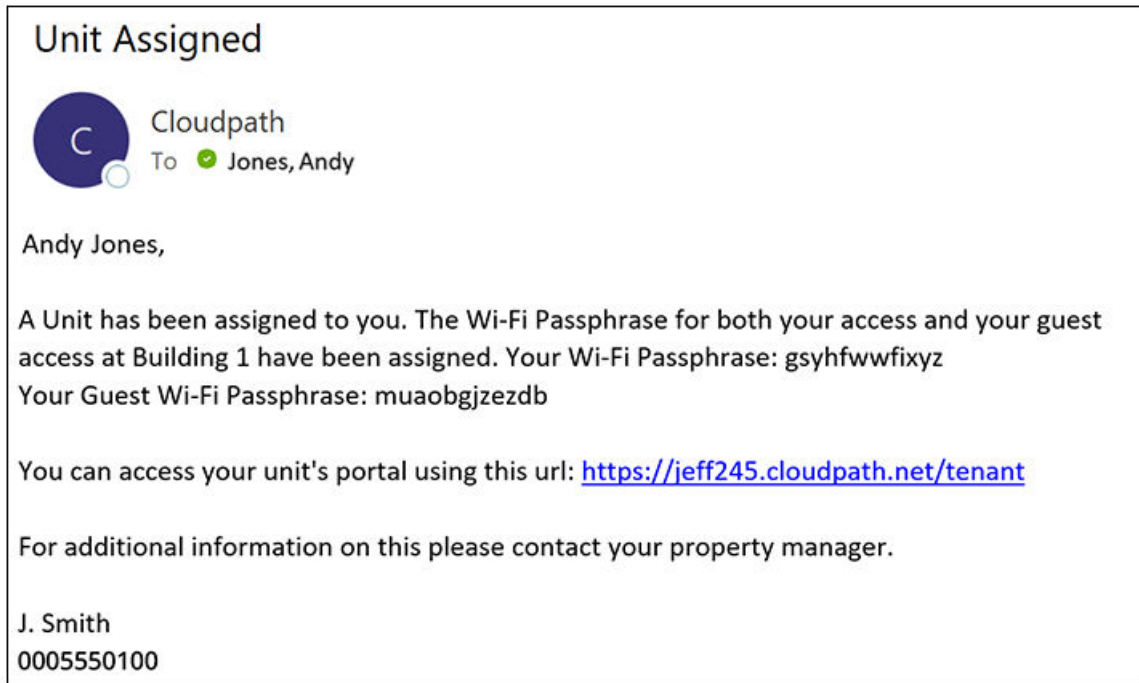 Unit Assigned
C
Cloudpath
To Jones, Andy
Andy Jones,
A Unit has been assigned to you. The Wi-Fi Passphrase for both your access and your guest
access at Building 1 have been assigned. Your Wi-Fi Passphrase: gsyhfwwfixyz
Your Guest Wi-Fi Passphrase: muaobgjzezdb
You can access your unit's portal using this url: https://jeff245.cloudpath.net/tenant
For additional information on this please contact your property manager.
J. Smith
0005550100